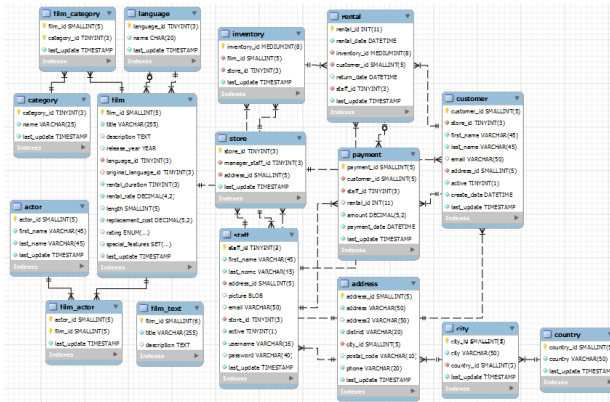 film_category
film_id SMALLINT(5)
category_id TINYINT(3)
last_update TIMESTAMP
Indexes
language
language_id TINYINT(3)
name CHAR(20)
last_update TIMESTAMP
Indexes
inventory
inventory_id MEDIUMINT(8)
film_id SMALLINT(5)
store_id TINYINT(3)
last_update TIMESTAMP
Indexes
rental
rental_id INT(11)
rental_date DATETIME
inventory_id MEDIUMINT(8)
customer_id SMALLINT(5)
return_date DATETIME
staff_id TINYINT(3)
last_update TIMESTAMP
Indexes
category
category_id TINYINT(3)
name VARCHAR(25)
last_update TIMESTAMP
Indexes
film
film_id SMALLINT(5)
title VARCHAR(255)
description TEXT
release_year YEAR
language_id TINYINT(3)
original_language_id TINYINT(3)
rental_duration TINYINT(3)
rental_rate DECIMAL(4,2)
length SMALLINT(5)
replacement_cost DECIMAL(5,2)
rating ENUM(...)
special_features SET(...)
last_update TIMESTAMP
Indexes
customer
customer_id SMALLINT(5)
store_id TINYINT(3)
first_name VARCHAR(45)
last_name VARCHAR(45)
email VARCHAR(50)
address_id SMALLINT(5)
active TINYINT(1)
create_date DATETIME
last_update TIMESTAMP
Indexes
store
store_id TINYINT(3)
manager_staff_id TINYINT(3)
address_id SMALLINT(5)
last_update TIMESTAMP
Indexes
payment
payment_id SMALLINT(5)
customer_id SMALLINT(5)
staff_id TINYINT(3)
rental_id INT(11)
amount DECIMAL(5,2)
payment_date DATETIME
last_update TIMESTAMP
Indexes
actor
actor_id SMALLINT(5)
first_name VARCHAR(45)
last_name VARCHAR(45)
last_update TIMESTAMP
Indexes
staff
staff_id TINYINT(3)
first_name VARCHAR(45)
last_name VARCHAR(45)
address_id SMALLINT(5)
picture BLOB
email VARCHAR(50)
store_id TINYINT(3)
active TINYINT(1)
username VARCHAR(16)
password VARCHAR(40)
last_update TIMESTAMP
Indexes
film_actor
actor_id SMALLINT(5)
film_id SMALLINT(5)
last_update TIMESTAMP
Indexes
film_text
film_id SMALLINT(6)
title VARCHAR(255)
description TEXT
Indexes
address
address_id SMALLINT(5)
address VARCHAR(50)
address2 VARCHAR(50)
district VARCHAR(20)
city_id SMALLINT(5)
postal_code VARCHAR(10)
phone VARCHAR(20)
last_update TIMESTAMP
Indexes
city
city_id SMALLINT(5)
city VARCHAR(50)
country_id SMALLINT(5)
last_update TIMESTAMP
Indexes
country
country_id SMALLINT(5)
country VARCHAR(50)
last_update TIMESTAMP
Indexes